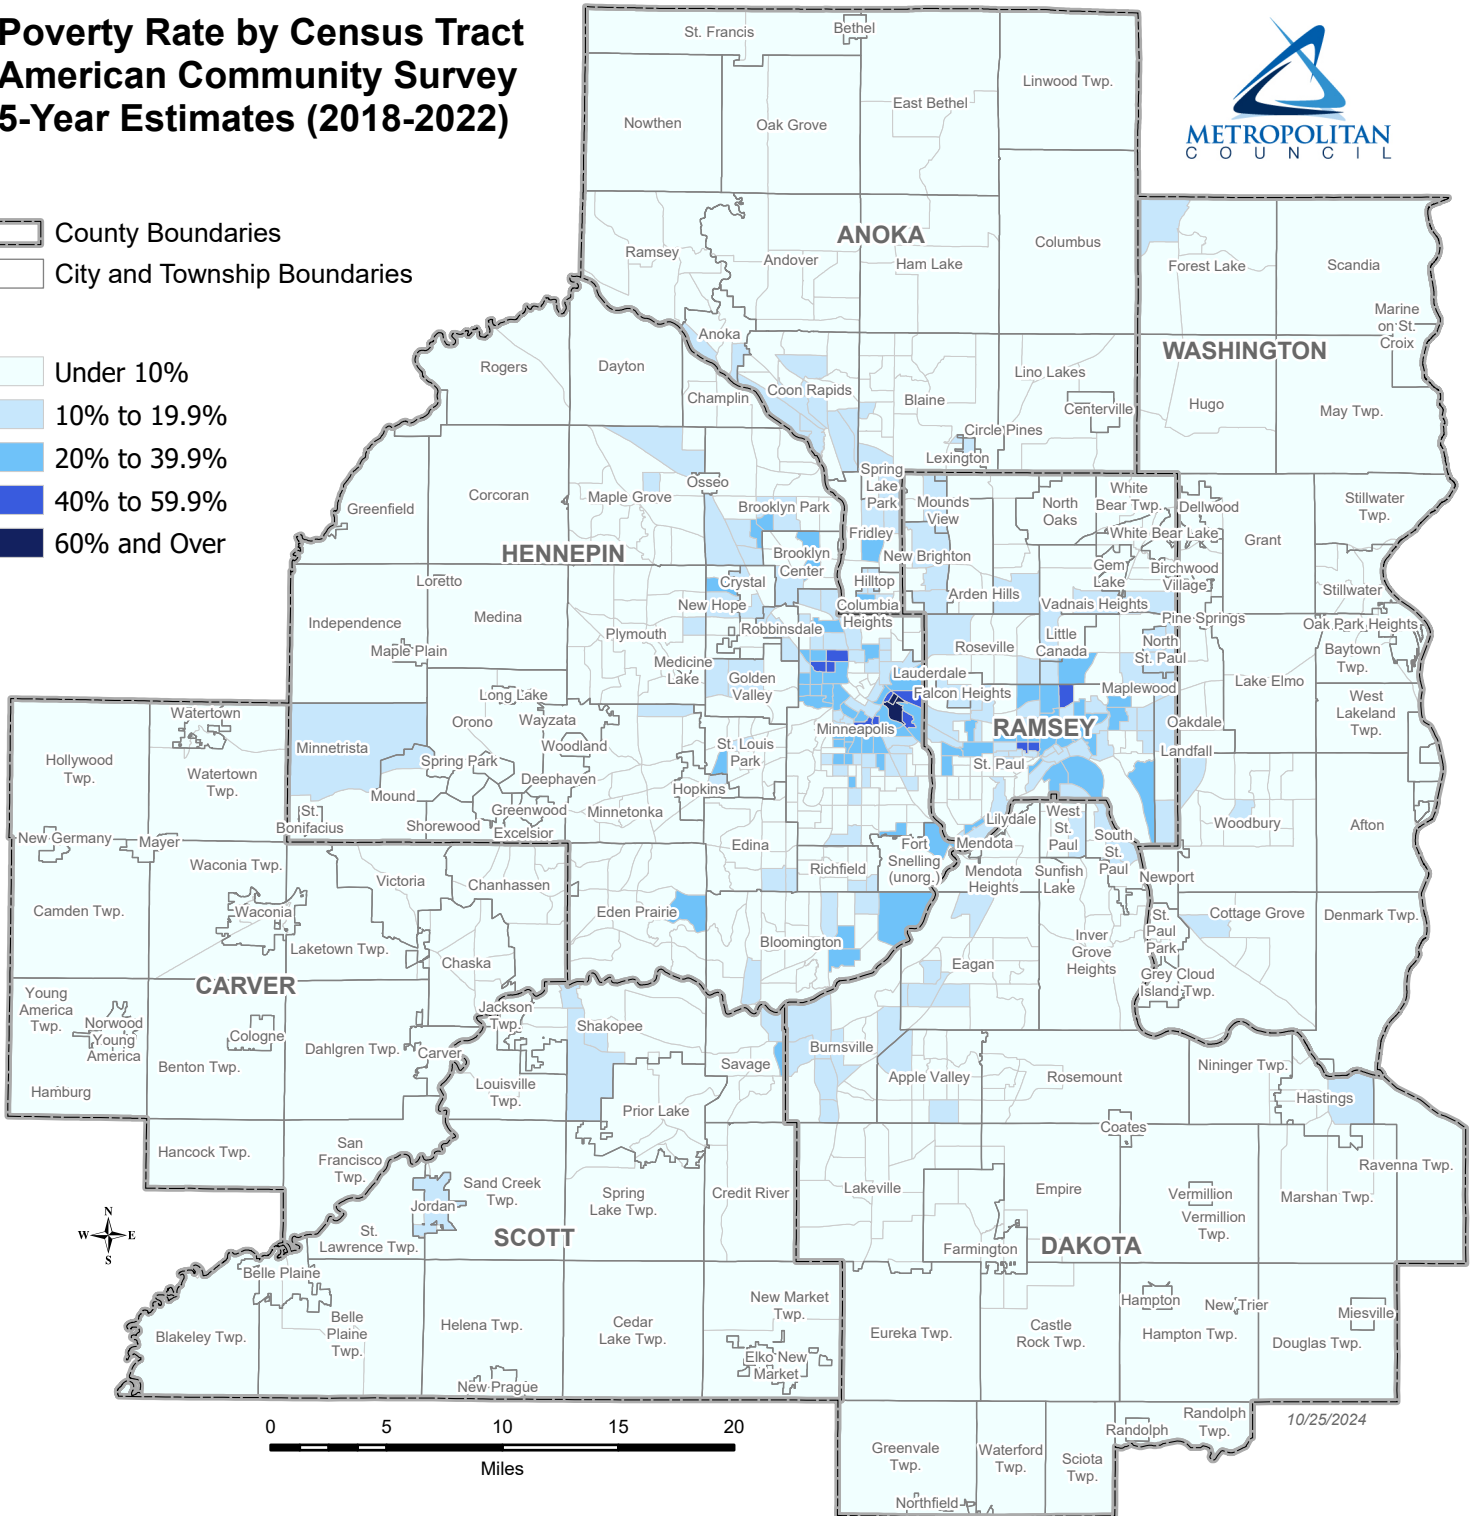 Poverty Rate by Census Tract
American Community Survey
5-Year Estimates (2018-2022)
METROPOLITAN
COUNCIL
County Boundaries
City and Township Boundaries
Under 10%
10% to 19.9%
20% to 39.9%
40% to 59.9%
60% and Over
St. Francis
Bethel
Linwood Twp.
East Bethel
Nowthen
Oak Grove
ANOKA
Ramsey
Andover
Ham Lake
Columbus
Forest Lake
Scandia
Marine
on St.
Croix
WASHINGTON
Anoka
Rogers
Dayton
Champlin
Coon Rapids
Blaine
Lino Lakes
Centerville
Hugo
May Twp.
Circle Pines
Lexington
Spring
Lake
Park
Osseo
Maple Grove
Corcoran
Greenfield
Brooklyn Park
Mounds
View
North
Oaks
White
Bear Twp.
Dellwood
Stillwater
Twp.
HENNEPIN
Fridley
White Bear Lake
Grant
Brooklyn
Center
New Brighton
Gem
Lake
Birchwood
Village
Loretto
Crystal
Hilltop
Arden Hills
Stillwater
Medina
New Hope
Columbia
Heights
Vadnais Heights
Independence
Pine Springs
Oak Park Heights
Maple Plain
Plymouth
Robbinsdale
Roseville
Little
Canada
North
St. Paul
Baytown
Twp.
Medicine
Lake
Golden
Valley
Lauderdale
Falcon Heights
Maplewood
Lake Elmo
West
Lakeland
Twp.
Long Lake
Watertown
Orono
Wayzata
Minneapolis
RAMSEY
Oakdale
Minnetrista
Woodland
St. Louis
Park
Landfall
Hollywood
Twp.
Watertown
Twp.
Spring Park
Deephaven
St. Paul
Mound
Hopkins
Greenwood
Minnetonka
St.
Bonifacius
Shorewood
Excelsior
Lilydale
West
St.
Paul
South
St.
Paul
Woodbury
Afton
New Germany
Mayer
Edina
Fort
Snelling
(unorg.)
Mendota
Waconia Twp.
Victoria
Chanhassen
Richfield
Mendota
Heights
Sunfish
Lake
Newport
Camden Twp.
Waconia
Eden Prairie
Cottage Grove
Denmark Twp.
St.
Paul
Park
Laketown Twp.
Bloomington
Inver
Grove
Heights
Chaska
Eagan
Grey Cloud
Island Twp.
CARVER
Young
America
Twp.
Norwood
Young
America
Jackson
Twp.
Shakopee
Cologne
Dahlgren Twp.
Carver
Burnsville
Benton Twp.
Savage
Apple Valley
Rosemount
Nininger Twp.
Hamburg
Louisville
Twp.
Prior Lake
Hastings
Coates
Hancock Twp.
San
Francisco
Twp.
Ravenna Twp.
Sand Creek
Twp.
Spring
Lake Twp.
Credit River
Lakeville
Empire
Vermillion
Marshan Twp.
Jordan
Vermillion
Twp.
N
W E
S
St.
Lawrence Twp.
SCOTT
Farmington
DAKOTA
Belle Plaine
New Market
Twp.
Hampton
New Trier
Miesville
Blakeley Twp.
Belle
Plaine
Twp.
Helena Twp.
Cedar
Lake Twp.
Eureka Twp.
Castle
Rock Twp.
Hampton Twp.
Douglas Twp.
Elko New
Market
New Prague
0 5 10 15 20
Miles
Randolph
Randolph
Twp.
10/25/2024
Greenvale
Twp.
Waterford
Twp.
Sciota
Twp.
Northfield